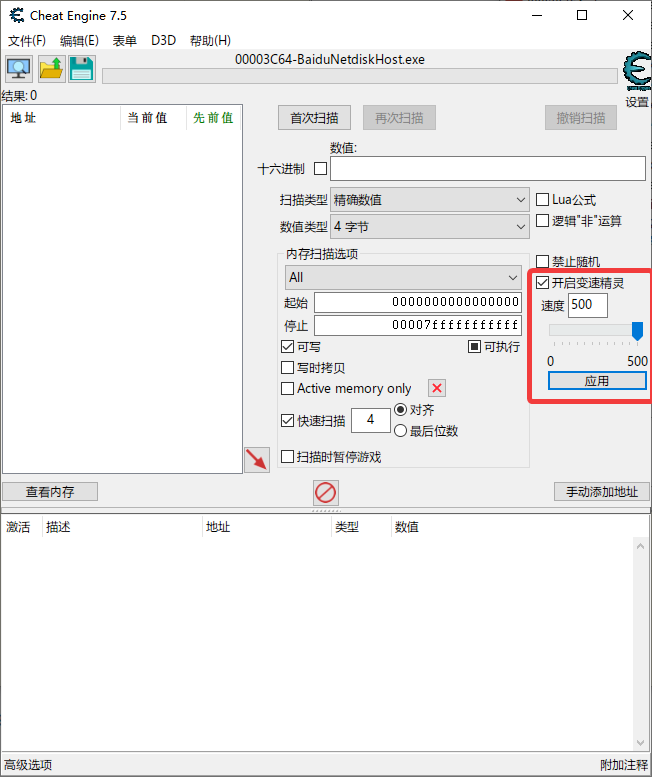 Cheat Engine 7.5
文件(F) 编辑(E) 表单 D3D 帮助(H)
00003C64-BaiduNetdiskHost.exe
设置
结果: 0
地址 当前值 先前值
首次扫描 再次扫描 撤销扫描
数值:
十六进制
扫描类型 精确数值
Lua公式
数值类型 4 字节
逻辑"非"运算
内存扫描选项
禁止随机
All
开启变速精灵
起始 0000000000000000
速度 500
停止 00007fffffffffff
可写 可执行
写时拷贝
0 500
Active memory only
应用
快速扫描 4 对齐
最后位数
扫描时暂停游戏
查看内存 手动添加地址
激活 描述 地址 类型 数值
高级选项 附加注释